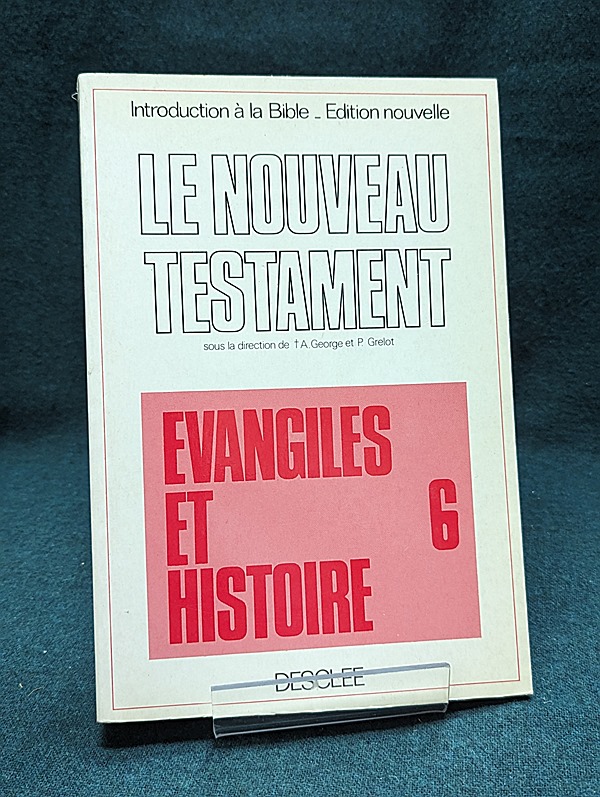 Introduction à la Bible _ Edition nouvelle
LE NOUVEAU
TESTAMENT
sous la direction de †A.George et P. Grelot
EVANGILES
ET
6
HISTOIRE
DESCLEE